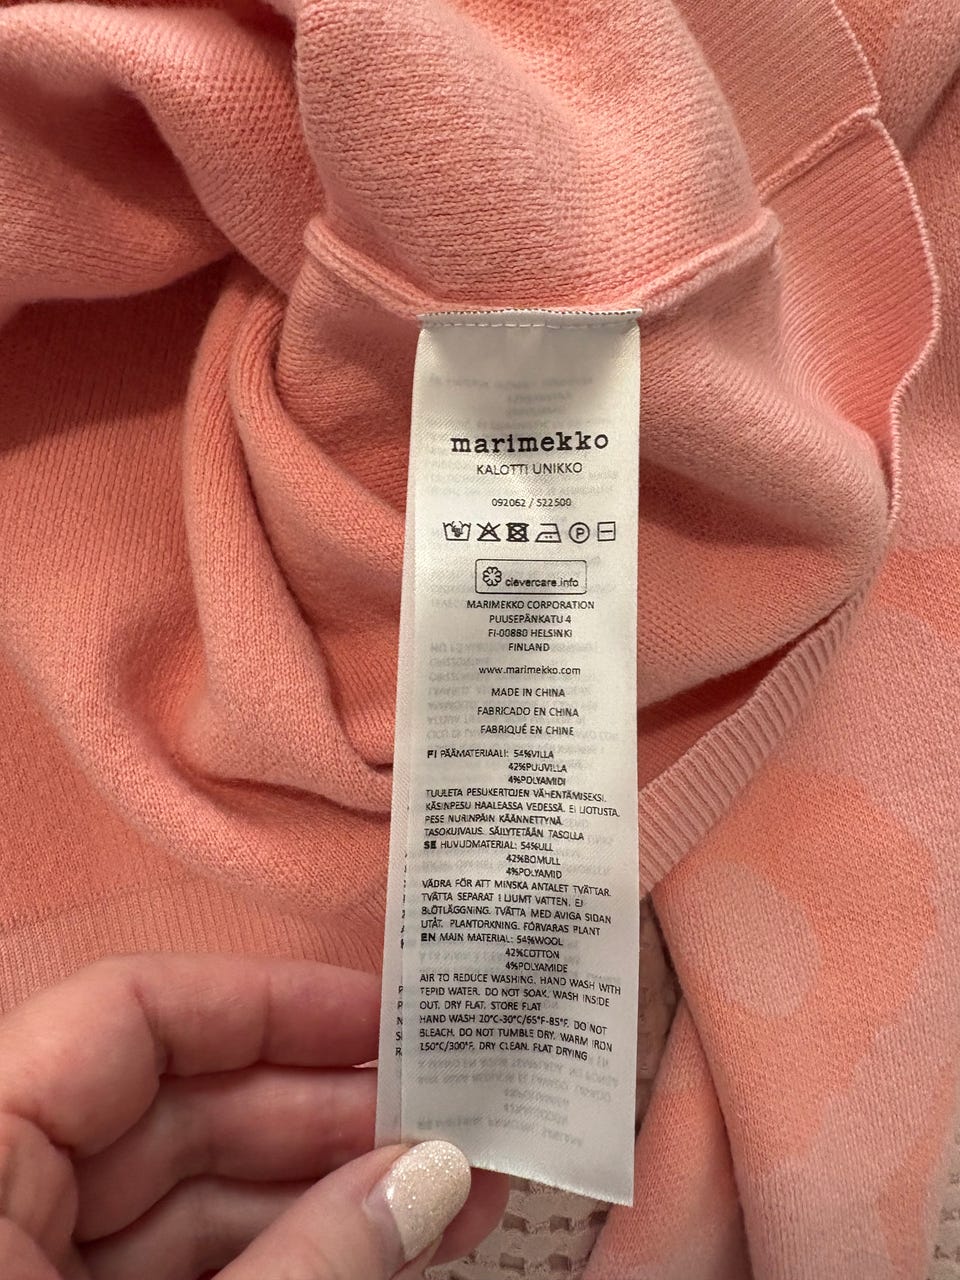 marimekko
KALOTTI UNIKKO
092062 / 522500
P
clevercare.info
MARIMEKKO CORPORATION
PUUSEPÄNKATU 4
FI-00880 HELSINKI
FINLAND
www.marimekko.com
MADE IN CHINA
FABRICADO EN CHINA
FABRIQUÉ EN CHINE
FI PÄÄMATERIAALI: 54%VILLA
42%PUUVILLA
4%POLYAMIDI
TUULETA PESUKERTOJEN VÄHENTÄMISEKSI.
KÄSINPESU HAALEASSA VEDESSÄ. EI LIOTUSTA.
PESE NURINPÄIN KÄÄNNETTYNÄ.
TASOKUIVAUS. SÄILYTETÄÄN TASOLLA
SE HUVUDMATERIAL: 54%ULL
42%BOMULL
4%POLYAMID
VÄDRA FÖR ATT MINSKA ANTALET TVÄTTAR.
TVÄTTA SEPARAT I LJUMT VATTEN. EJ
BLÖTLÄGGNING. TVÄTTA MED AVIGA SIDAN
UTÅT. PLANTORKNING. FÖRVARAS PLANT
EN MAIN MATERIAL: 54%WOOL
42%COTTON
4%POLYAMIDE
AIR TO REDUCE WASHING. HAND WASH WITH
TEPID WATER. DO NOT SOAK. WASH INSIDE
OUT. DRY FLAT. STORE FLAT
HAND WASH 20°C-30°C/65°F-85°F. DO NOT
BLEACH. DO NOT TUMBLE DRY. WARM IRON
150°C/300°F. DRY CLEAN. FLAT DRYING